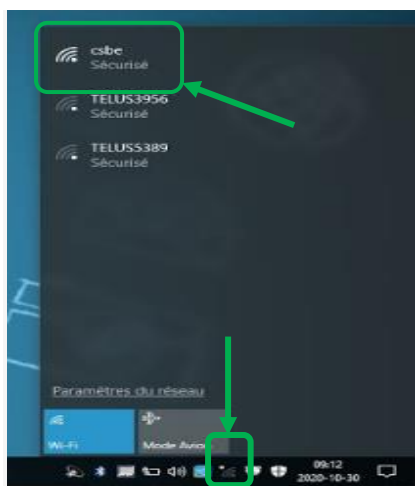 csbe
Sécurisé
TELUS3956
Sécurisé
TELUS5389
Sécurisé
Paramètres du réseau
Wi-Fi
Mode Avion
09:12
2020-10-30